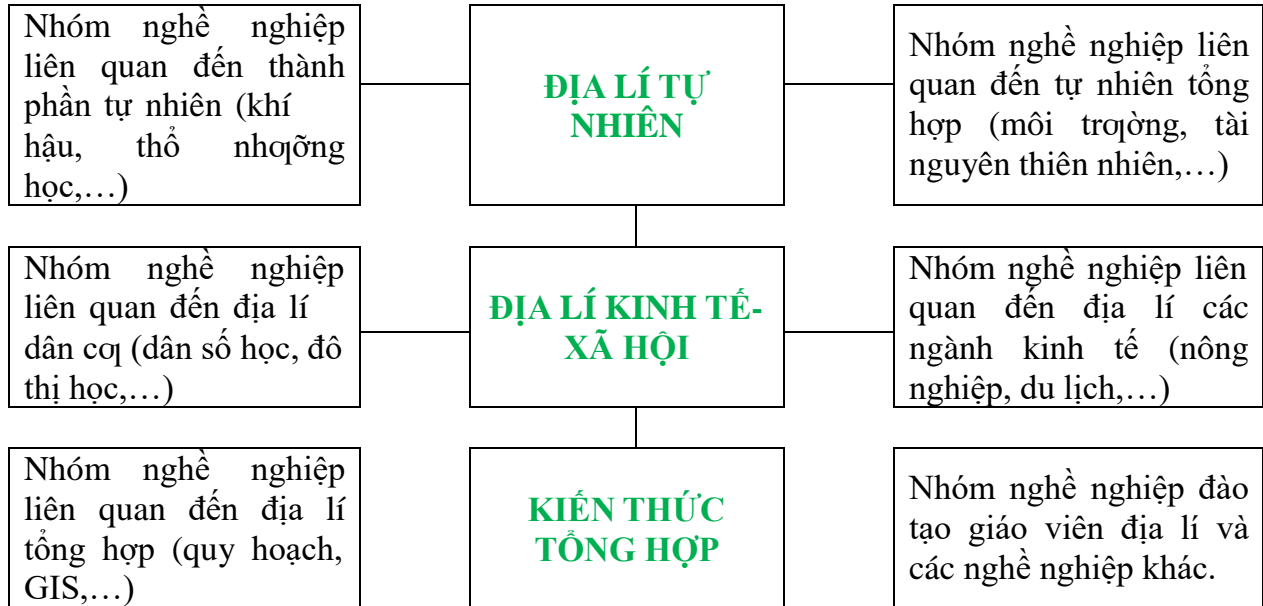 Nhóm nghề nghiệp
liên quan đến thành
phần tự nhiên (khí
hậu, thổ nhƣỡng
học,…)
ĐỊA LÍ TỰ
NHIÊN
Nhóm nghề nghiệp liên
quan đến tự nhiên tổng
hợp (môi trƣờng, tài
nguyên thiên nhiên,…)
Nhóm nghề nghiệp
liên quan đến địa lí
dân cƣ (dân số học, đô
thị học,…)
ĐỊA LÍ KINH TẾ-
XÃ HỘI
Nhóm nghề nghiệp liên
quan đến địa lí các
ngành kinh tế (nông
nghiệp, du lịch,…)
Nhóm nghề nghiệp
liên quan đến địa lí
tổng hợp (quy hoạch,
GIS,…)
KIẾN THỨC
TỔNG HỢP
Nhóm nghề nghiệp đào
tạo giáo viên địa lí và
các nghề nghiệp khác.